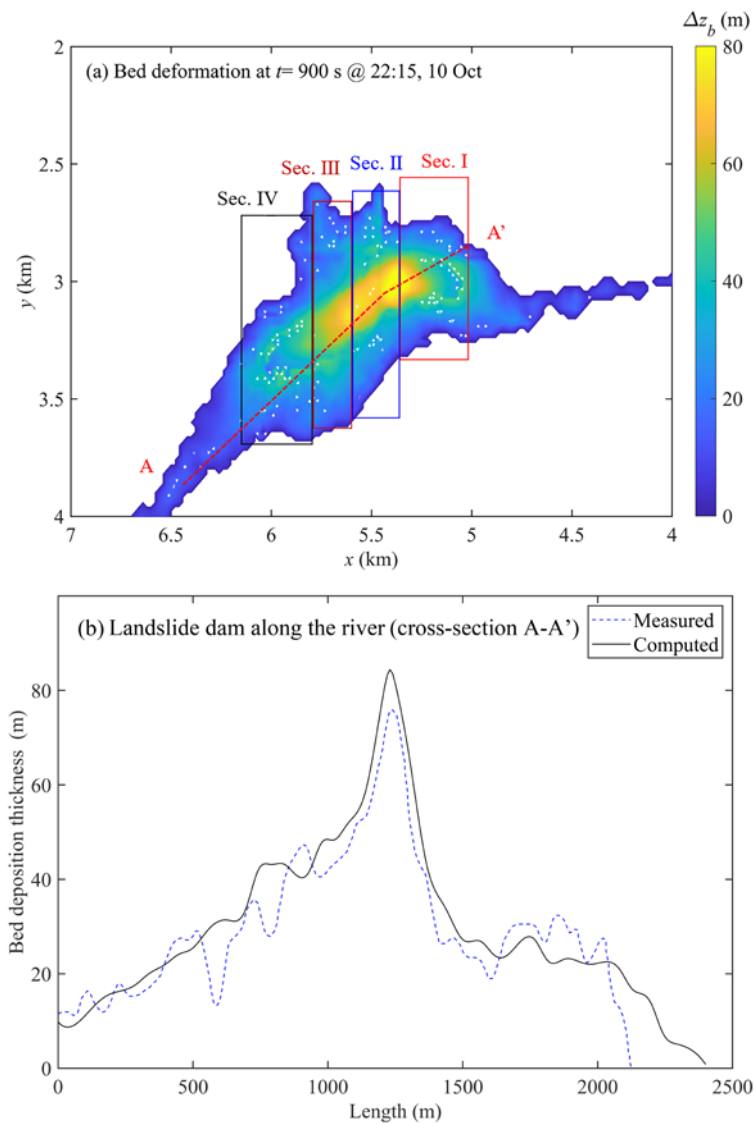 Δz_b (m)
(a) Bed deformation at t= 900 s @ 22:15, 10 Oct
Sec. I
Sec. II
Sec. III
Sec. IV
A'
A
2
2.5
3
3.5
4
y (km)
7
6.5
6
5.5
5
4.5
4
x (km)
80
60
40
20
0
(b) Landslide dam along the river (cross-section A-A’)
Measured
Computed
80
60
40
20
0
Bed deposition thickness (m)
0
500
1000
1500
2000
2500
Length (m)